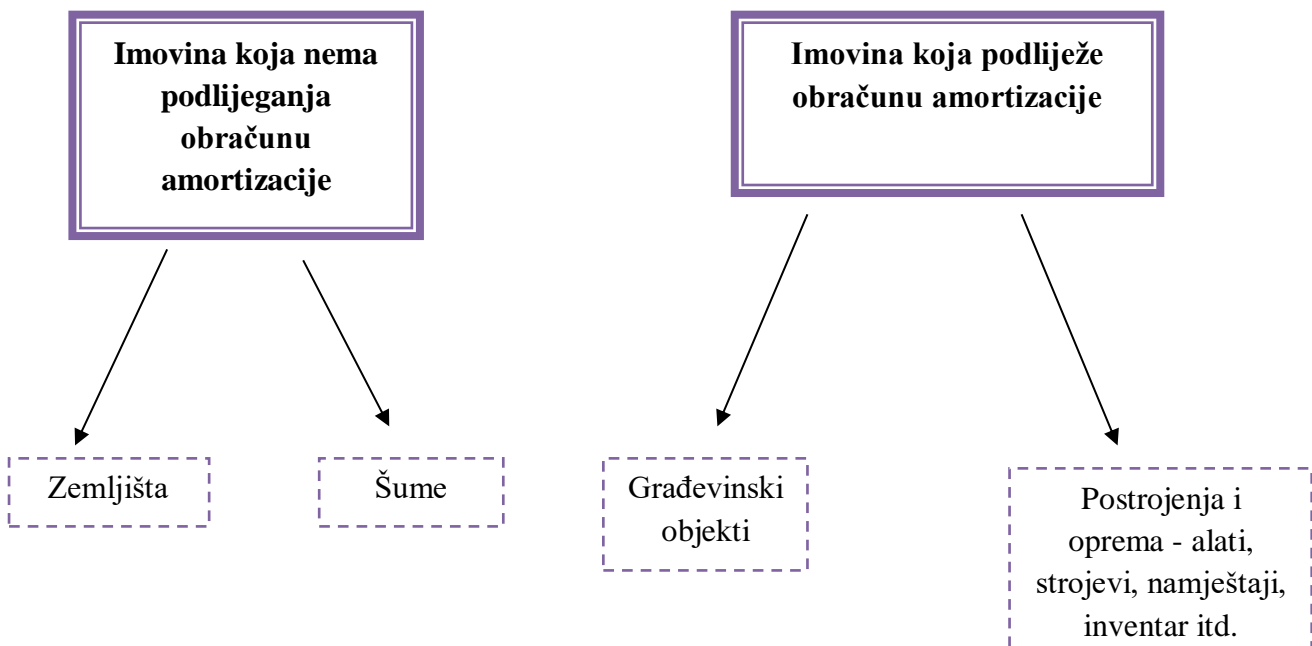 Imovina koja nema
podlijeganja
obračunu
amortizacije
Imovina koja podliježe
obračunu amortizacije
Zemljišta
Šume
Građevinski
objekti
Postrojenja i
oprema - alati,
strojevi, namještaji,
inventar itd.